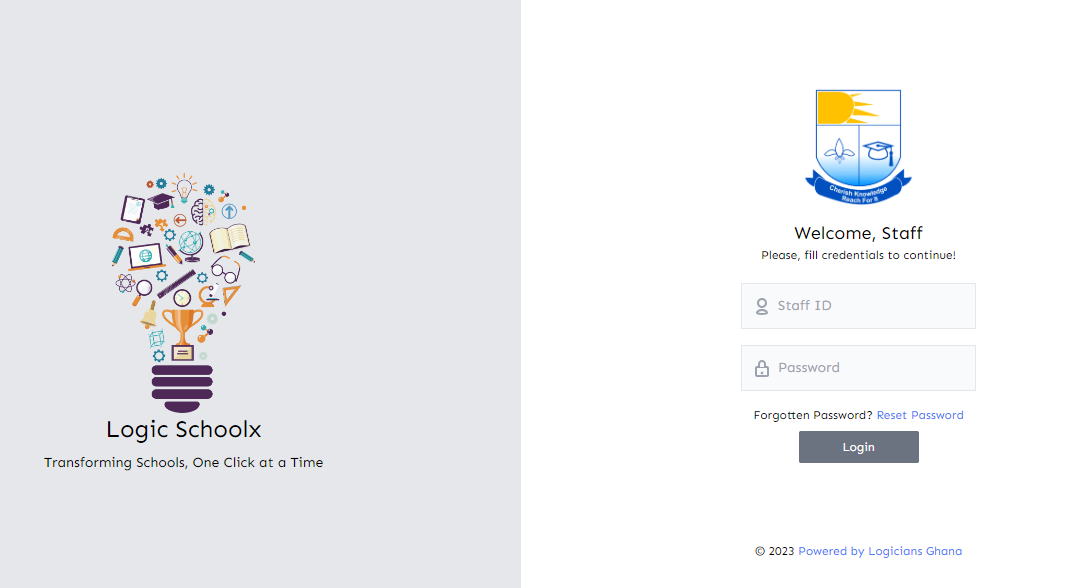 Logic Schoolx
Transforming Schools, One Click at a Time
Cherish Knowledge
Reach For It
Welcome, Staff
Please, fill credentials to continue!
Staff ID
Password
Forgotten Password? Reset Password
Login
© 2023 Powered by Logicians Ghana